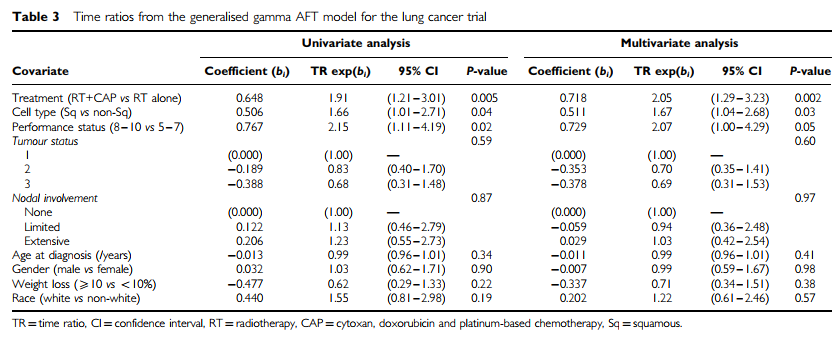 Table 3 Time ratios from the generalised gamma AFT model for the lung cancer trial
Univariate analysis Multivariate analysis
Covariate Coefficient (bi) TR exp(bi) 95% CI P-value Coefficient (bi) TR exp(bi) 95% CI P-value
Treatment (RT+CAP vs RT alone) 0.648 1.91 (1.21–3.01) 0.005 0.718 2.05 (1.29–3.23) 0.002
Cell type (Sq vs non-Sq) 0.506 1.66 (1.01–2.71) 0.04 0.511 1.67 (1.04–2.68) 0.03
Performance status (8–10 vs 5–7) 0.767 2.15 (1.11–4.19) 0.02 0.729 2.07 (1.00–4.29) 0.05
Tumour status 0.59 0.60
1 (0.000) (1.00) — (0.000) (1.00) —
2 −0.189 0.83 (0.40–1.70) −0.353 0.70 (0.35–1.41)
3 −0.388 0.68 (0.31–1.48) −0.378 0.69 (0.31–1.53)
Nodal involvement 0.87 0.97
None (0.000) (1.00) — (0.000) (1.00) —
Limited 0.122 1.13 (0.46–2.79) −0.059 0.94 (0.36–2.48)
Extensive 0.206 1.23 (0.55–2.73) 0.029 1.03 (0.42–2.54)
Age at diagnosis (/years) −0.013 0.99 (0.96–1.01) 0.34 −0.011 0.99 (0.96–1.01) 0.41
Gender (male vs female) 0.032 1.03 (0.62–1.71) 0.90 −0.007 0.99 (0.59–1.67) 0.98
Weight loss (⩾10 vs <10%) −0.477 0.62 (0.29–1.33) 0.22 −0.337 0.71 (0.34–1.51) 0.38
Race (white vs non-white) 0.440 1.55 (0.81–2.98) 0.19 0.202 1.22 (0.61–2.46) 0.57
TR=time ratio, CI=confidence interval, RT=radiotherapy, CAP=cytoxan, doxorubicin and platinum-based chemotherapy, Sq=squamous.